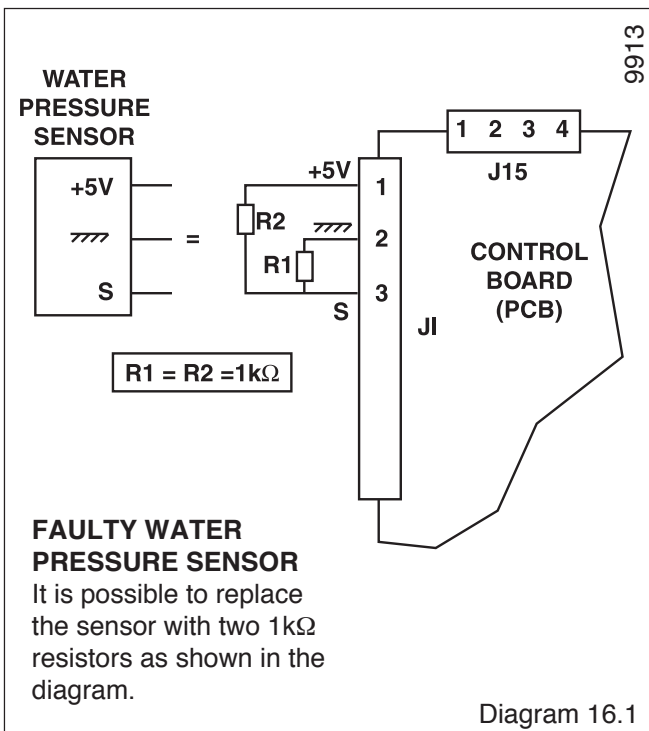 9913
WATER
PRESSURE
SENSOR
+5V
S
=
+5V
R2
R1
S
1
2
3
JI
1 2 3 4
J15
CONTROL
BOARD
(PCB)
R1 = R2 =1kΩ
FAULTY WATER
PRESSURE SENSOR
It is possible to replace
the sensor with two 1kΩ
resistors as shown in the
diagram.
Diagram 16.1